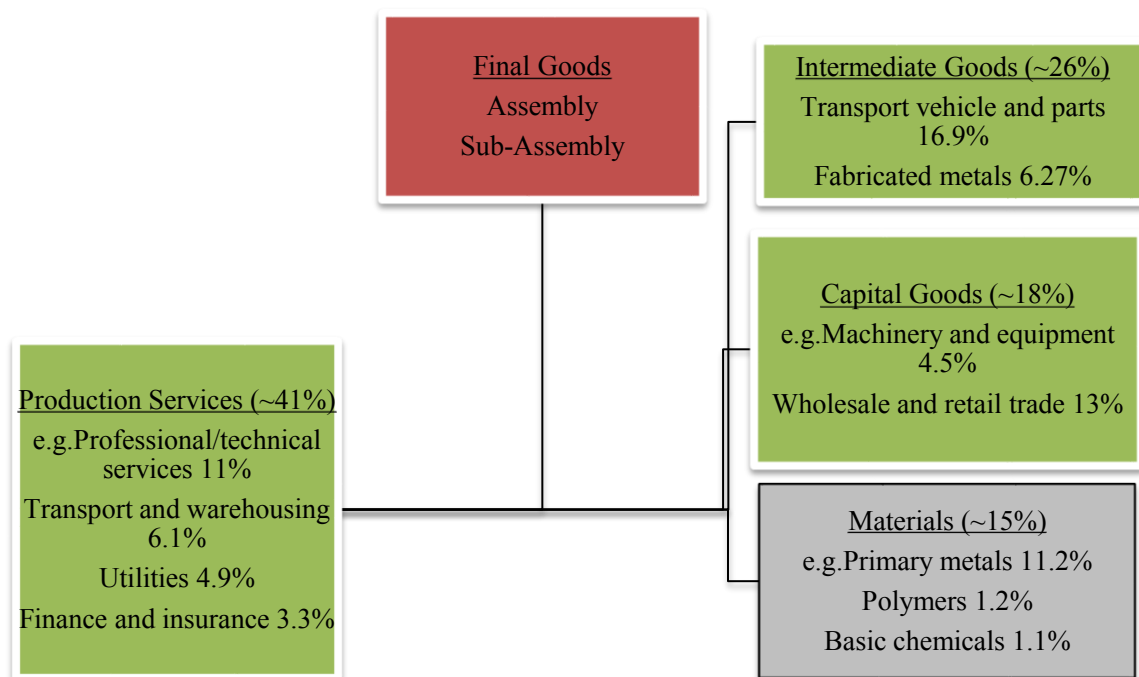 Final Goods
Assembly
Sub-Assembly
Intermediate Goods (~26%)
Transport vehicle and parts
16.9%
Fabricated metals 6.27%
Capital Goods (~18%)
e.g.Machinery and equipment
4.5%
Wholesale and retail trade 13%
Production Services (~41%)
e.g.Professional/technical
services 11%
Transport and warehousing
6.1%
Utilities 4.9%
Finance and insurance 3.3%
Materials (~15%)
e.g.Primary metals 11.2%
Polymers 1.2%
Basic chemicals 1.1%